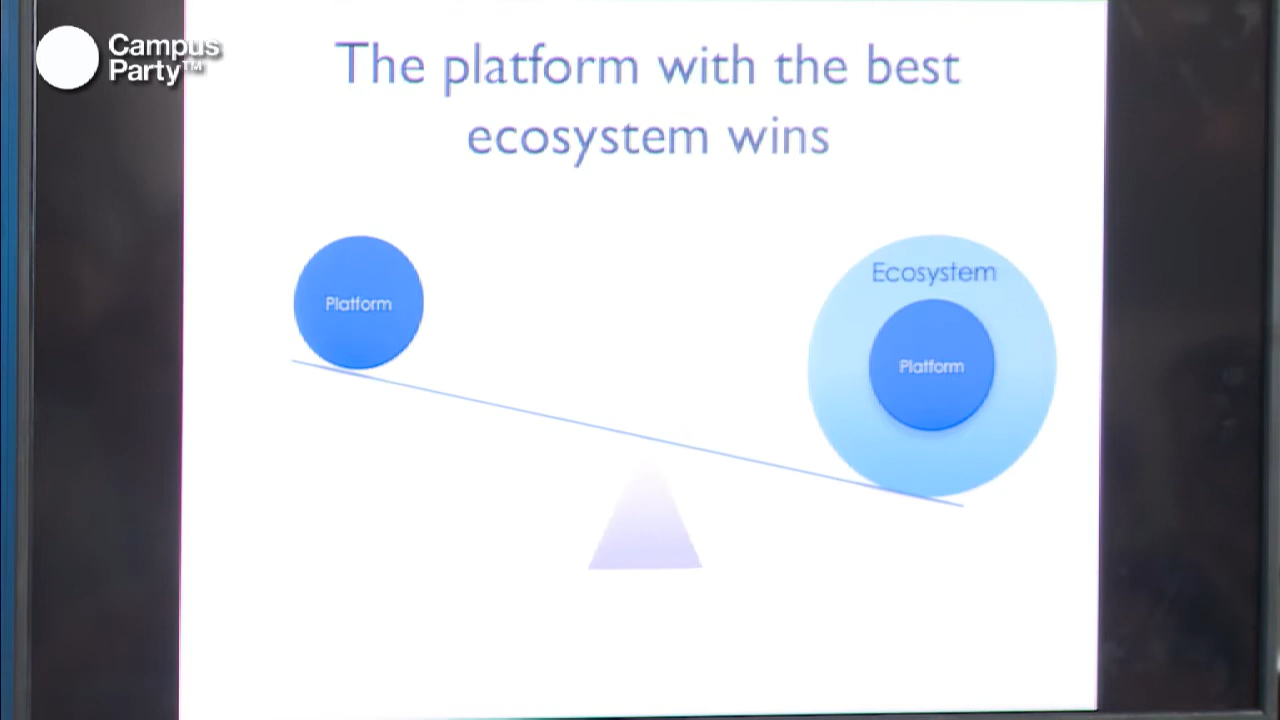 Campus
Party™
The platform with the best
ecosystem wins
Platform
Ecosystem
Platform